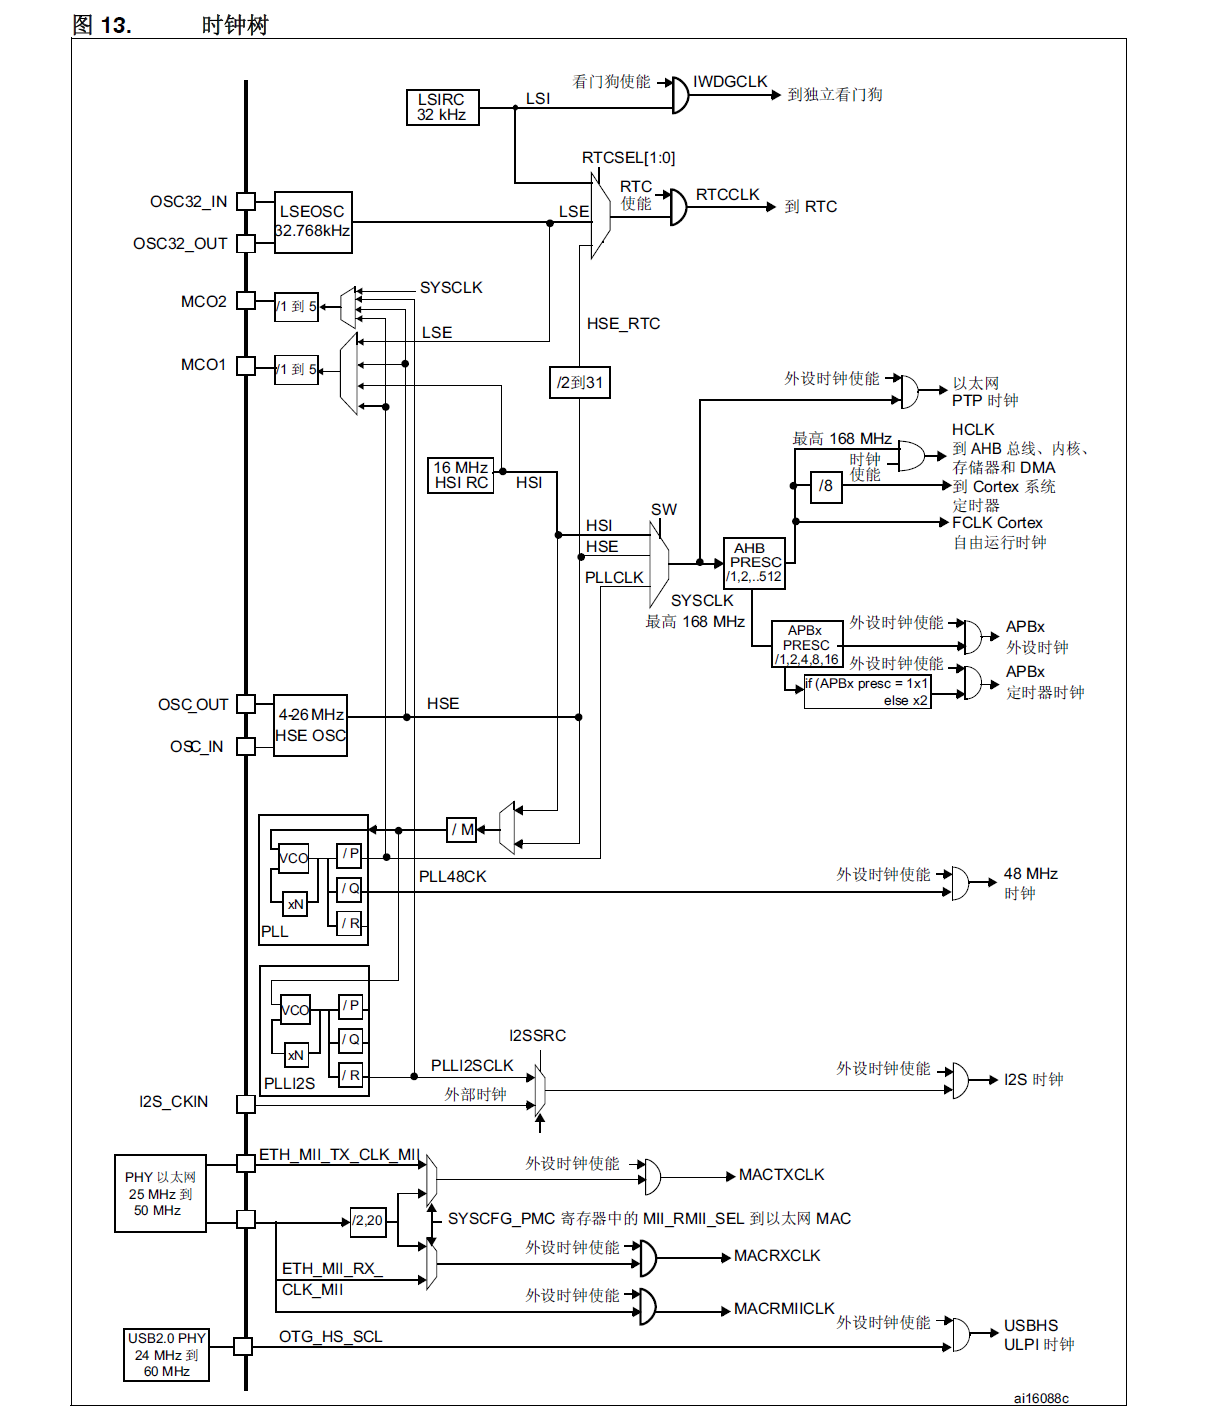 图 13. 时钟树
看门狗使能
IWDGCLK
到独立看门狗
LSIRC
32 kHz
LSI
RTCSEL[1:0]
OSC32_IN
OSC32_OUT
LSEOSC
32.768kHz
LSE
RTC
使能
RTCCLK
到 RTC
MCO2
/1 到 5
SYSCLK
LSE
HSE_RTC
MCO1
/1 到 5
/2到31
外设时钟使能
以太网
PTP 时钟
最高 168 MHz
HCLK
到 AHB 总线、内核、
存储器和 DMA
时钟
使能
/8
到 Cortex 系统
定时器
FCLK Cortex
自由运行时钟
16 MHz
HSI RC
HSI
SW
HSI
HSE
PLLCLK
SYSCLK
最高 168 MHz
AHB
PRESC
/1,2,..512
APBx
PRESC
/1,2,4,8,16
外设时钟使能
APBx
外设时钟
外设时钟使能
if (APBx presc = 1x1
else x2
APBx
定时器时钟
OSC_OUT
OSC_IN
4-26 MHz
HSE OSC
HSE
/ M
VCO
xN
/ P
/ Q
/ R
PLL
PLL48CK
外设时钟使能
48 MHz
时钟
VCO
xN
/ P
/ Q
/ R
PLLI2S
I2SSRC
PLLI2SCLK
外部时钟
外设时钟使能
I2S 时钟
I2S_CKIN
PHY 以太网
25 MHz 到
50 MHz
ETH_MII_TX_CLK_MII
外设时钟使能
MACTXCLK
/2,20
SYSCFG_PMC 寄存器中的 MII_RMII_SEL 到以太网 MAC
外设时钟使能
MACRXCLK
ETH_MII_RX_
CLK_MII
外设时钟使能
MACRMIICLK
USB2.0 PHY
24 MHz 到
60 MHz
OTG_HS_SCL
外设时钟使能
USBHS
ULPI 时钟
ai16088c